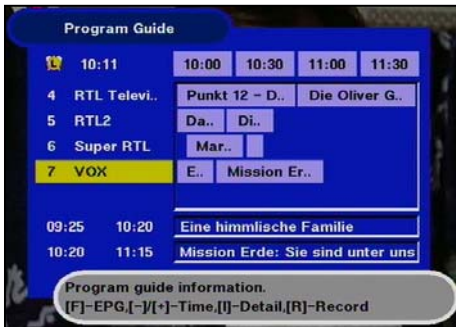 Program Guide
10:11 10:00 10:30 11:00 11:30
4 RTL Televi.. Punkt 12 - D.. Die Oliver G..
5 RTL2 Da.. Di..
6 Super RTL Mar..
7 VOX E.. Mission Er..
09:25 10:20 Eine himmlische Familie
10:20 11:15 Mission Erde: Sie sind unter uns
Program guide information.
[F]-EPG,[-]/[+]-Time,[I]-Detail,[R]-Record